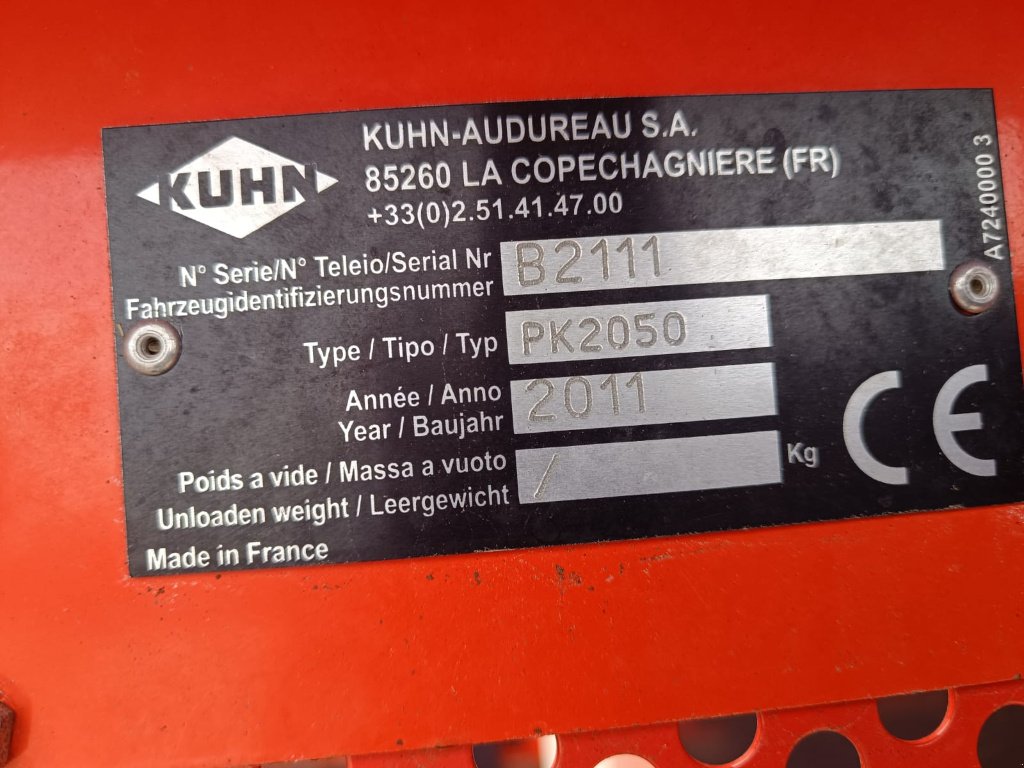 KUHN
KUHN-AUDUREAU S.A.
85260 LA COPECHAGNIERE (FR)
+33(0)2.51.41.47.00
N° Serie/N° Teleio/Serial Nr
Fahrzeugidentifizierungsnummer
B2111
Type / Tipo / Typ
PK2050
Année / Anno
Year / Baujahr
2011
Poids a vide / Massa a vuoto
Unloaden weight / Leergewicht
/
Kg
CE
Made in France
A7240000 3